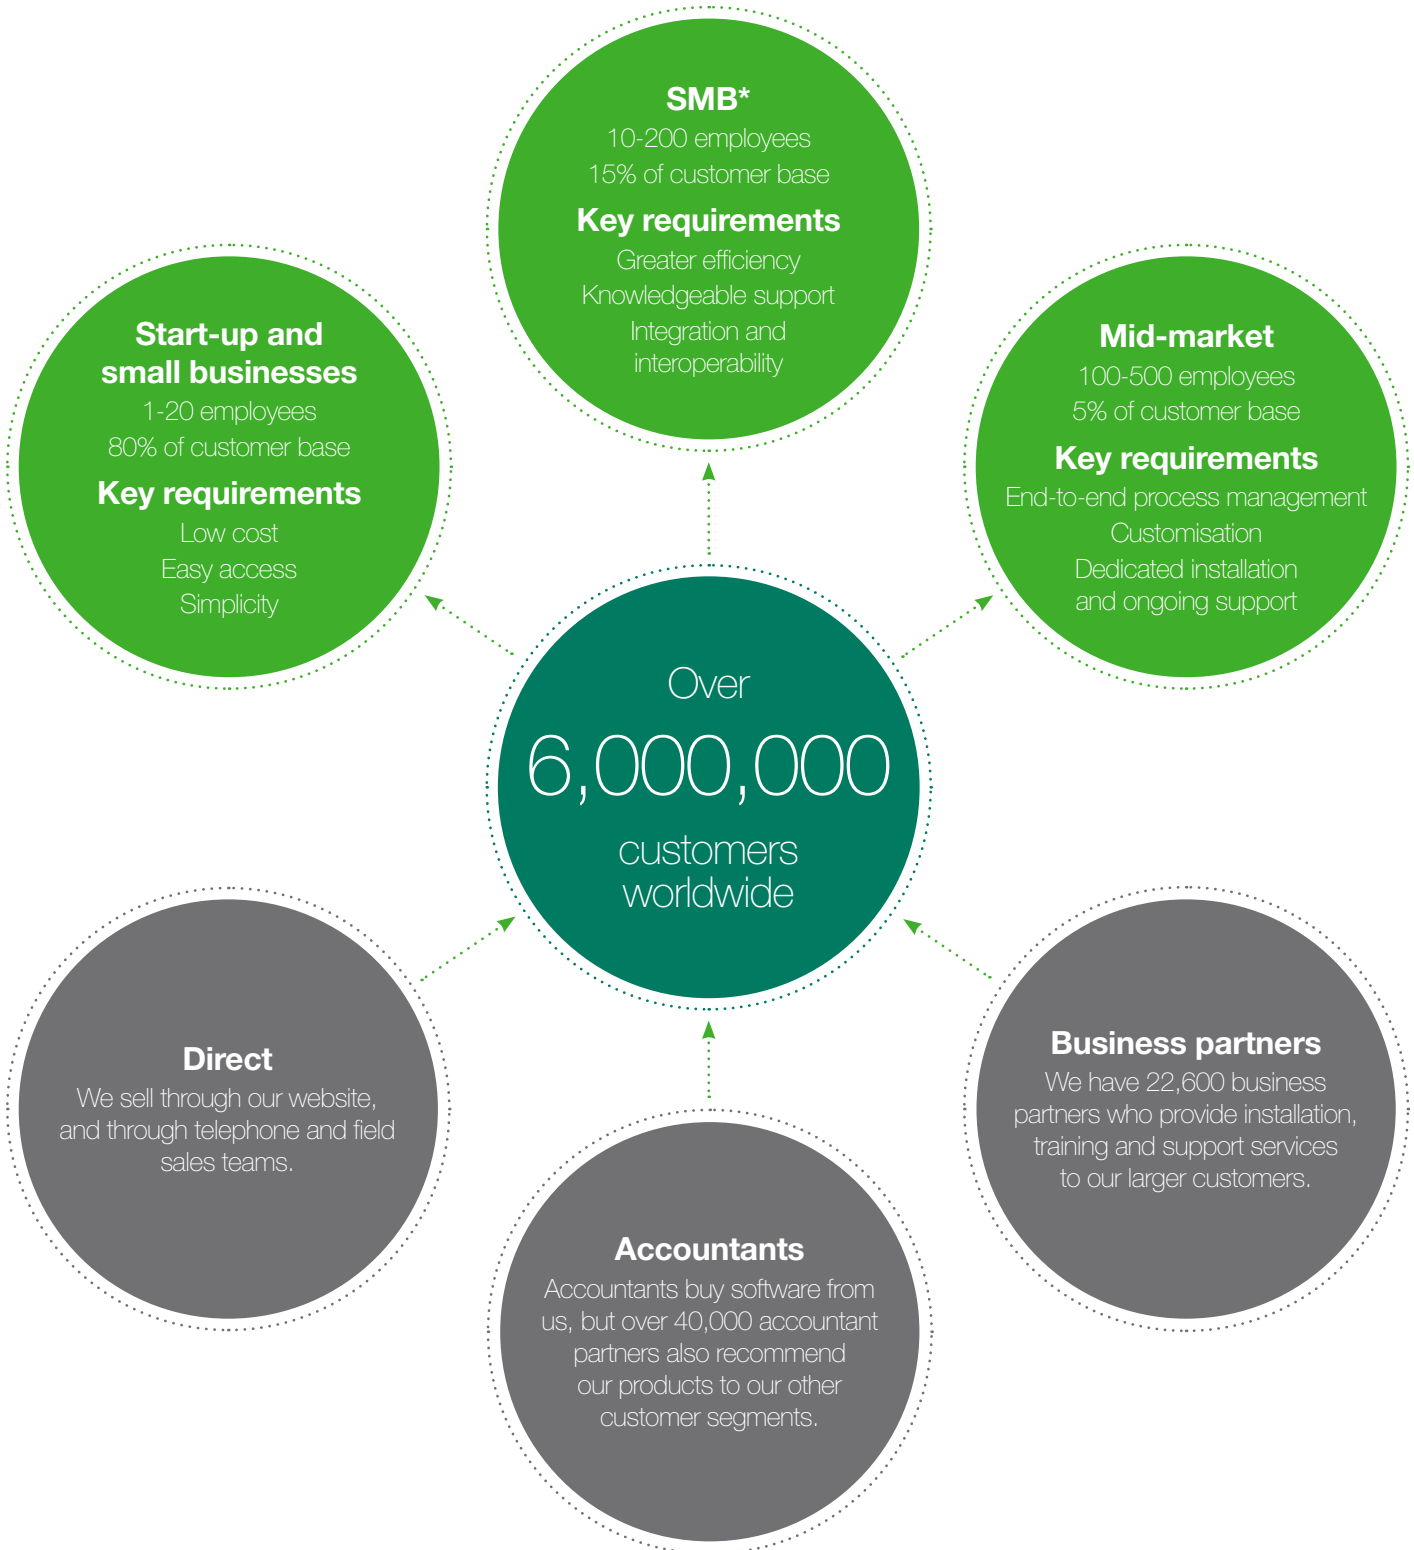 SMB*
10-200 employees
15% of customer base
Key requirements
Greater efficiency
Knowledgeable support
Integration and
interoperability
Start-up and
small businesses
1-20 employees
80% of customer base
Key requirements
Low cost
Easy access
Simplicity
Mid-market
100-500 employees
5% of customer base
Key requirements
End-to-end process management
Customisation
Dedicated installation
and ongoing support
Over
6,000,000
customers
worldwide
Direct
We sell through our website,
and through telephone and field
sales teams.
Business partners
We have 22,600 business
partners who provide installation,
training and support services
to our larger customers.
Accountants
Accountants buy software from
us, but over 40,000 accountant
partners also recommend
our products to our other
customer segments.